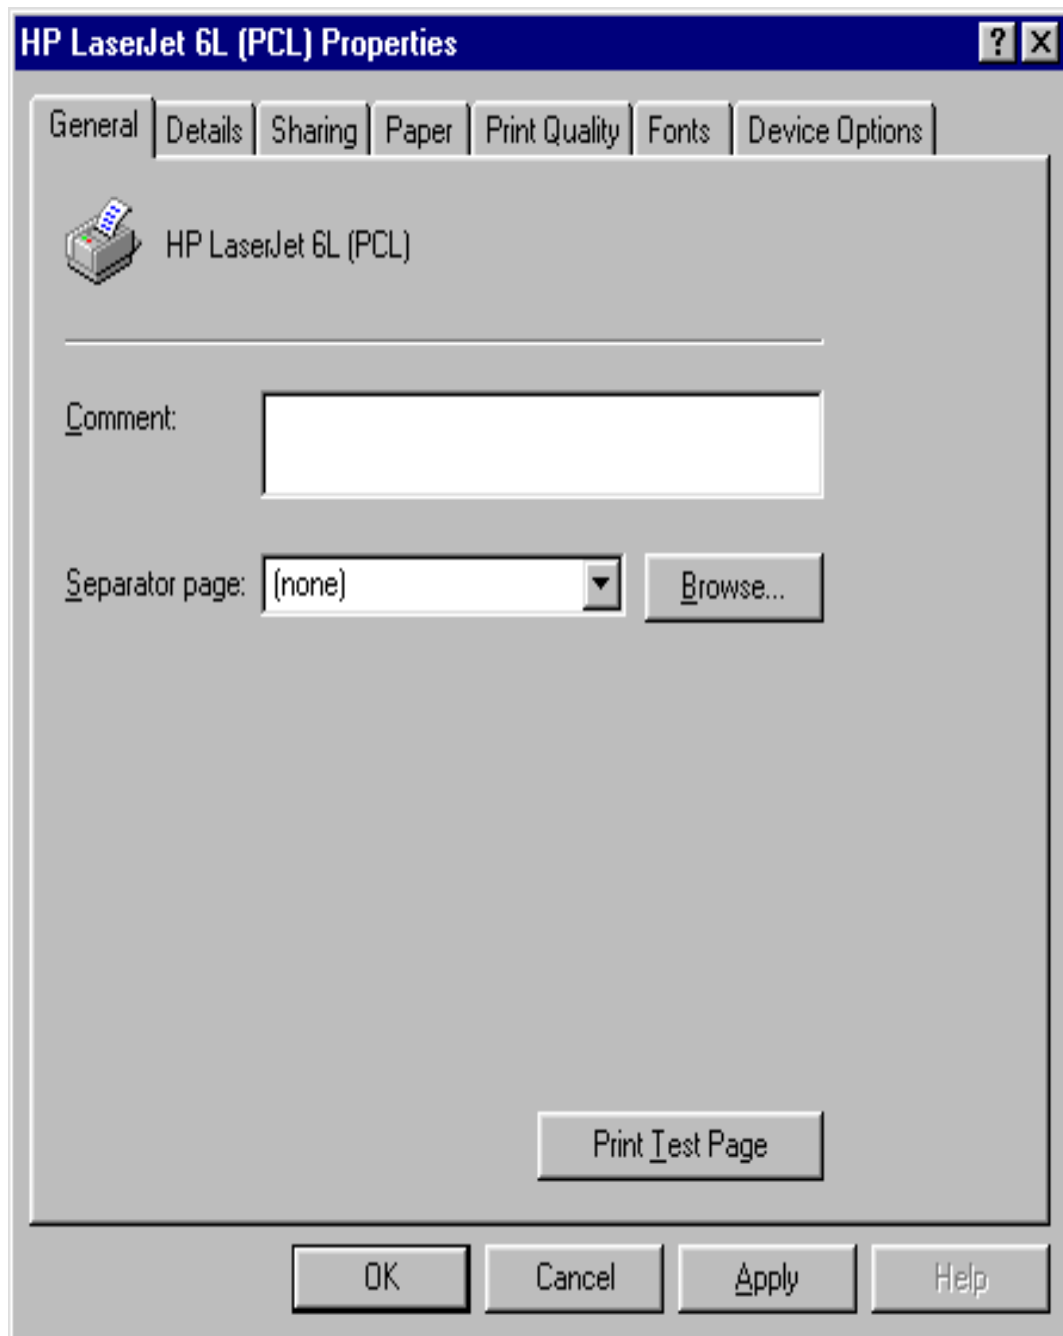 HP LaserJet 6L (PCL) Properties
General Details Sharing Paper Print Quality Fonts Device Options
HP LaserJet 6L (PCL)
Comment:
Separator page: (none) Browse...
Print Test Page
OK Cancel Apply Help